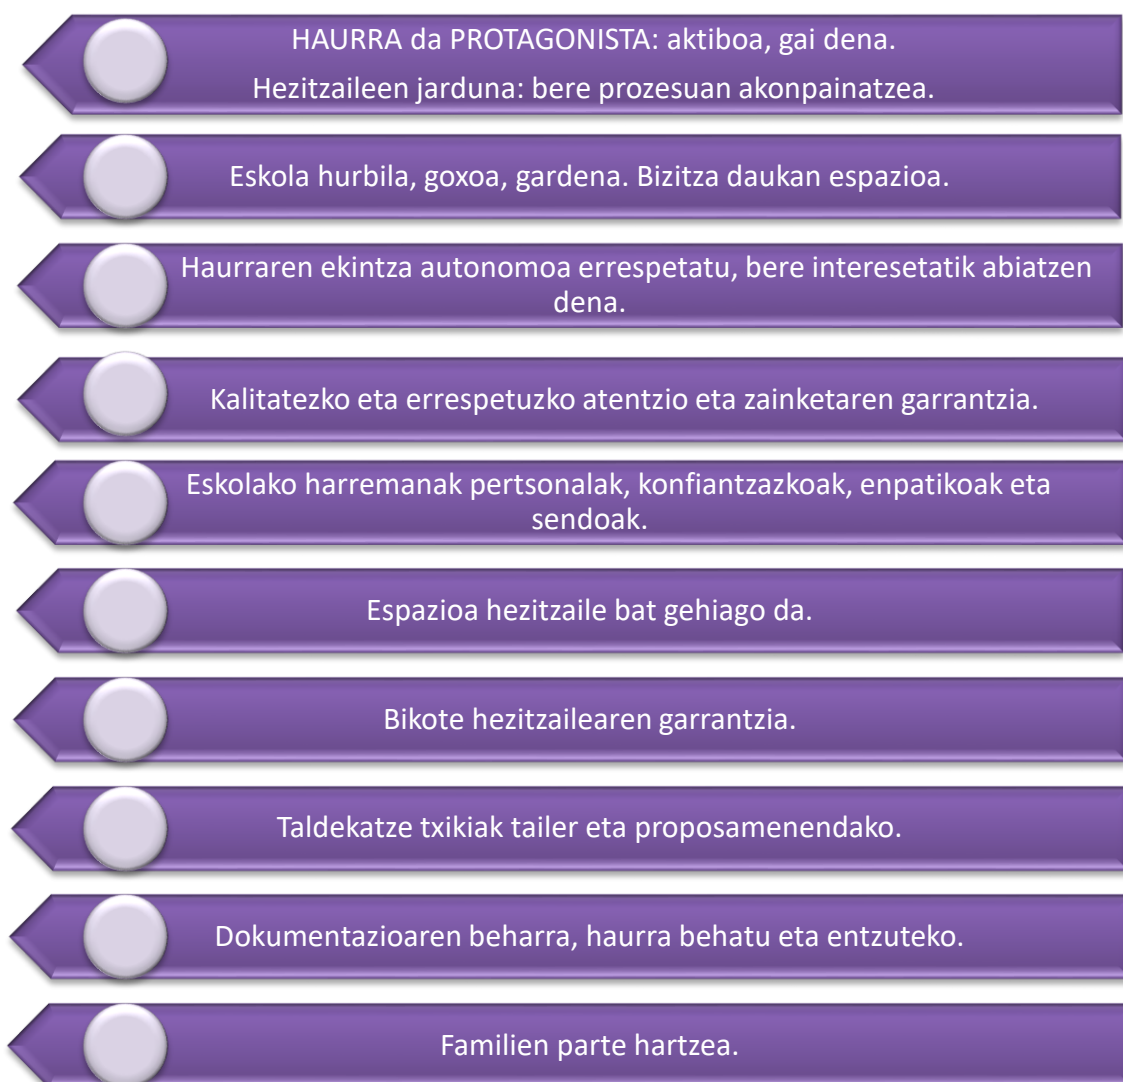 HAURRA da PROTAGONISTA: aktiboa, gai dena.
Hezitzaileen jarduna: bere prozesuan akonpainatzea.
Eskola hurbila, goxoa, gardena. Bizitza daukan espazioa.
Haurraren ekintza autonomoa errespetatu, bere interesetatik abiatzen
dena.
Kalitatezko eta errespetuzko atentzio eta zainketaren garrantzia.
Eskolako harremanak pertsonalak, konfiantzazkoak, enpatikoak eta
sendoak.
Espazioa hezitzaile bat gehiago da.
Bikote hezitzailearen garrantzia.
Taldekatze txikiak tailer eta proposamenendako.
Dokumentazioaren beharra, haurra behatu eta entzuteko.
Familien parte hartzea.